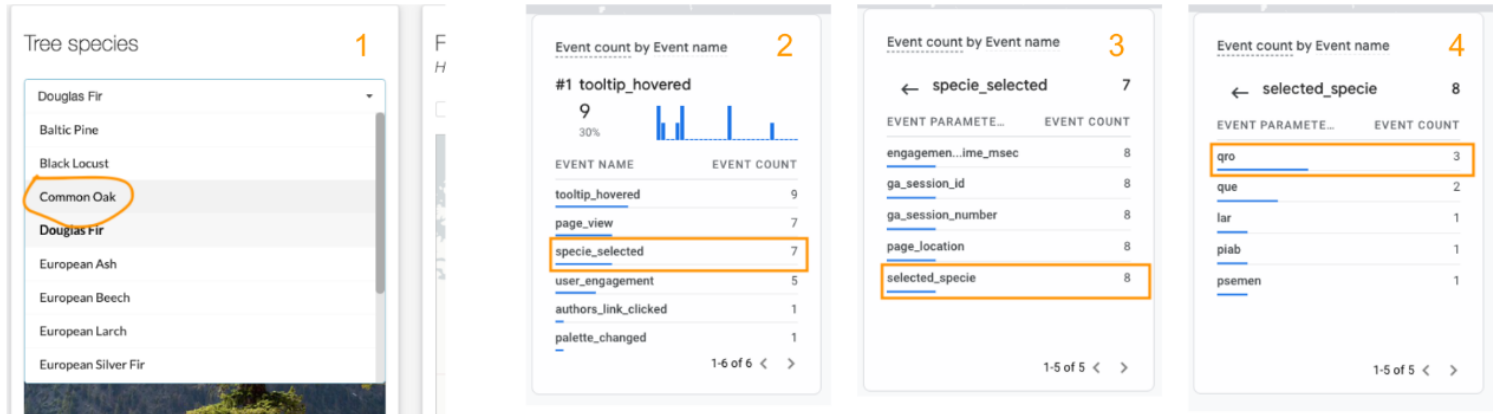 Tree species
1
Douglas Fir
Baltic Pine
Black Locust
Common Oak
Douglas Fir
European Ash
European Beech
European Larch
European Silver Fir
F
H
Event count by Event name
2
#1 tooltip_hovered
9
30%
EVENT NAME EVENT COUNT
tooltip_hovered 9
page_view 7
specie_selected 7
user_engagement 5
authors_link_clicked 1
palette_changed 1
1-6 of 6
Event count by Event name
3
specie_selected 7
EVENT PARAMETE... EVENT COUNT
engagemen...ime_msec 8
ga_session_id 8
ga_session_number 8
page_location 8
selected_specie 8
1-5 of 5
Event count by Event name
4
selected_specie 8
EVENT PARAMETE... EVENT COUNT
qro 3
que 2
lar 1
piab 1
psemen 1
1-5 of 5